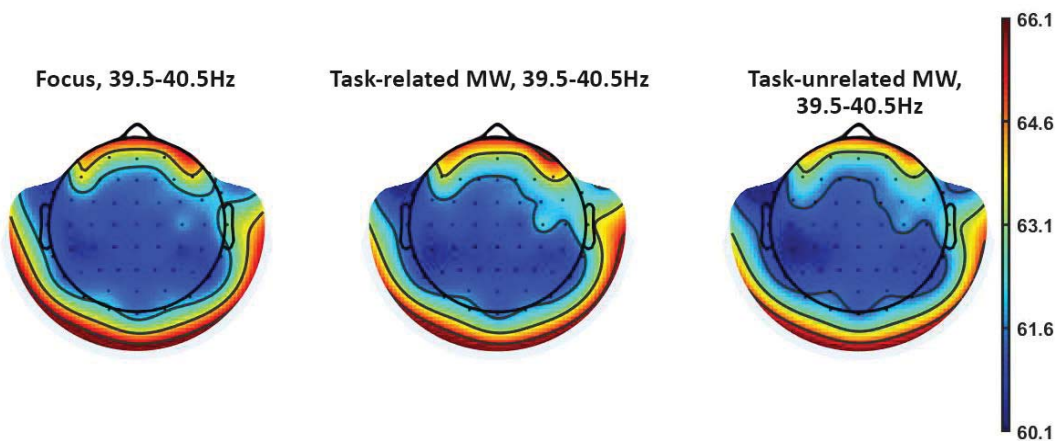 Focus, 39.5-40.5Hz
Task-related MW, 39.5-40.5Hz
Task-unrelated MW,
39.5-40.5Hz
66.1
64.6
63.1
61.6
60.1